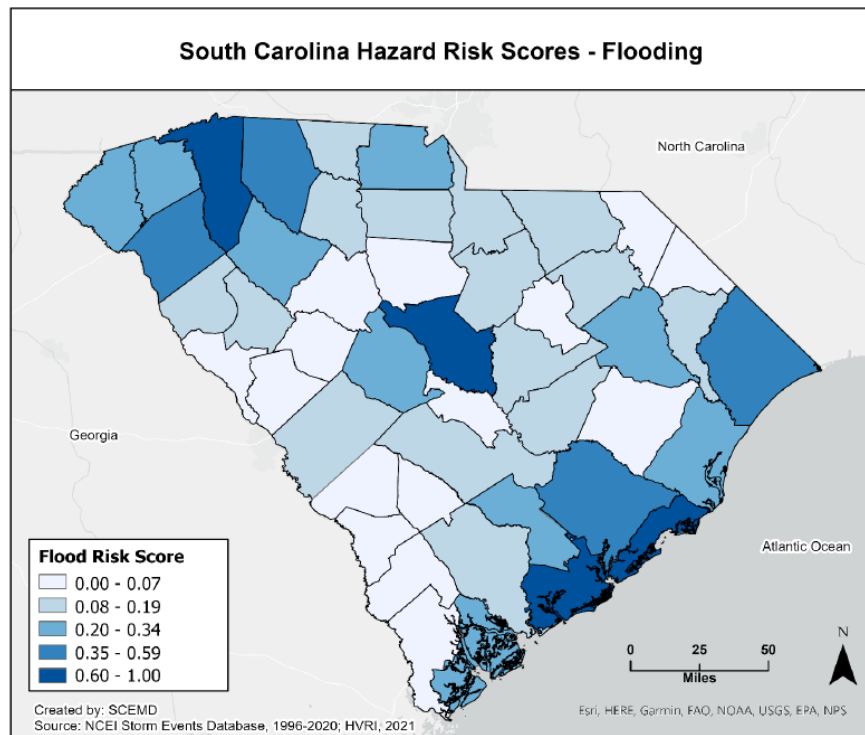 South Carolina Hazard Risk Scores - Flooding
North Carolina
Georgia
Atlantic Ocean
Flood Risk Score
0.00 - 0.07
0.08 - 0.19
0.20 - 0.34
0.35 - 0.59
0.60 - 1.00
N
0 25 50
Miles
Created by: SCEMD
Source: NCEI Storm Events Database, 1996-2020; HVRI, 2021
Esri, HERE, Garmin, FAO, NOAA, USGS, EPA, NPS